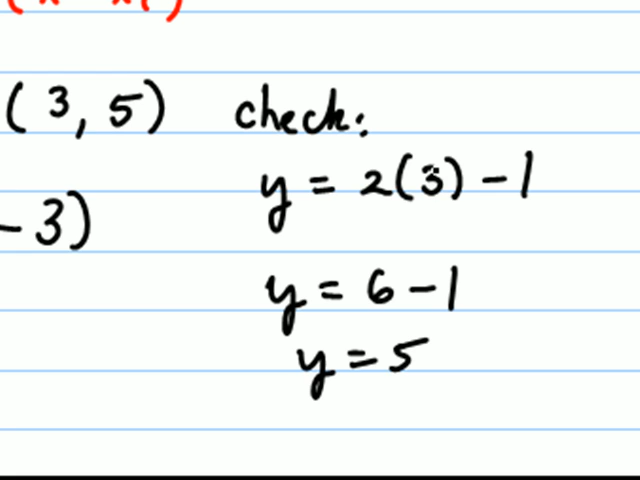 (3, 5) check:
y = 2(3) - 1
- 3)
y = 6 - 1
y = 5